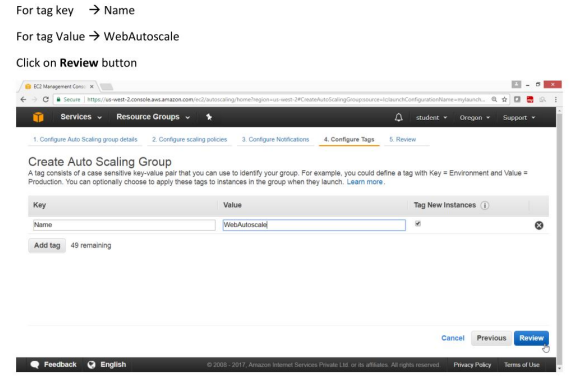 For tag key → Name
For tag Value → WebAutoscale
Click on Review button
EC2 Management Consol
Secure | https://us-west-2.console.aws.amazon.com/ec2/autoscaling/home?region=us-west-2#CreateAutoScalingGroup:source=lc;launchConfigurationName=mylaunch...
Services Resource Groups student Oregon Support
1. Configure Auto Scaling group details 2. Configure scaling policies 3. Configure Notifications 4. Configure Tags 5. Review
Create Auto Scaling Group
A tag consists of a case sensitive key-value pair that you can use to identify your group. For example, you could define a tag with Key = Environment and Value =
Production. You can optionally choose to apply these tags to instances in the group when they launch. Learn more.
Key Value Tag New Instances
Name WebAutoscale
Add tag 49 remaining
Cancel Previous Review
Feedback English © 2008 - 2017, Amazon Internet Services Private Ltd. or its affiliates. All rights reserved. Privacy Policy Terms of Use